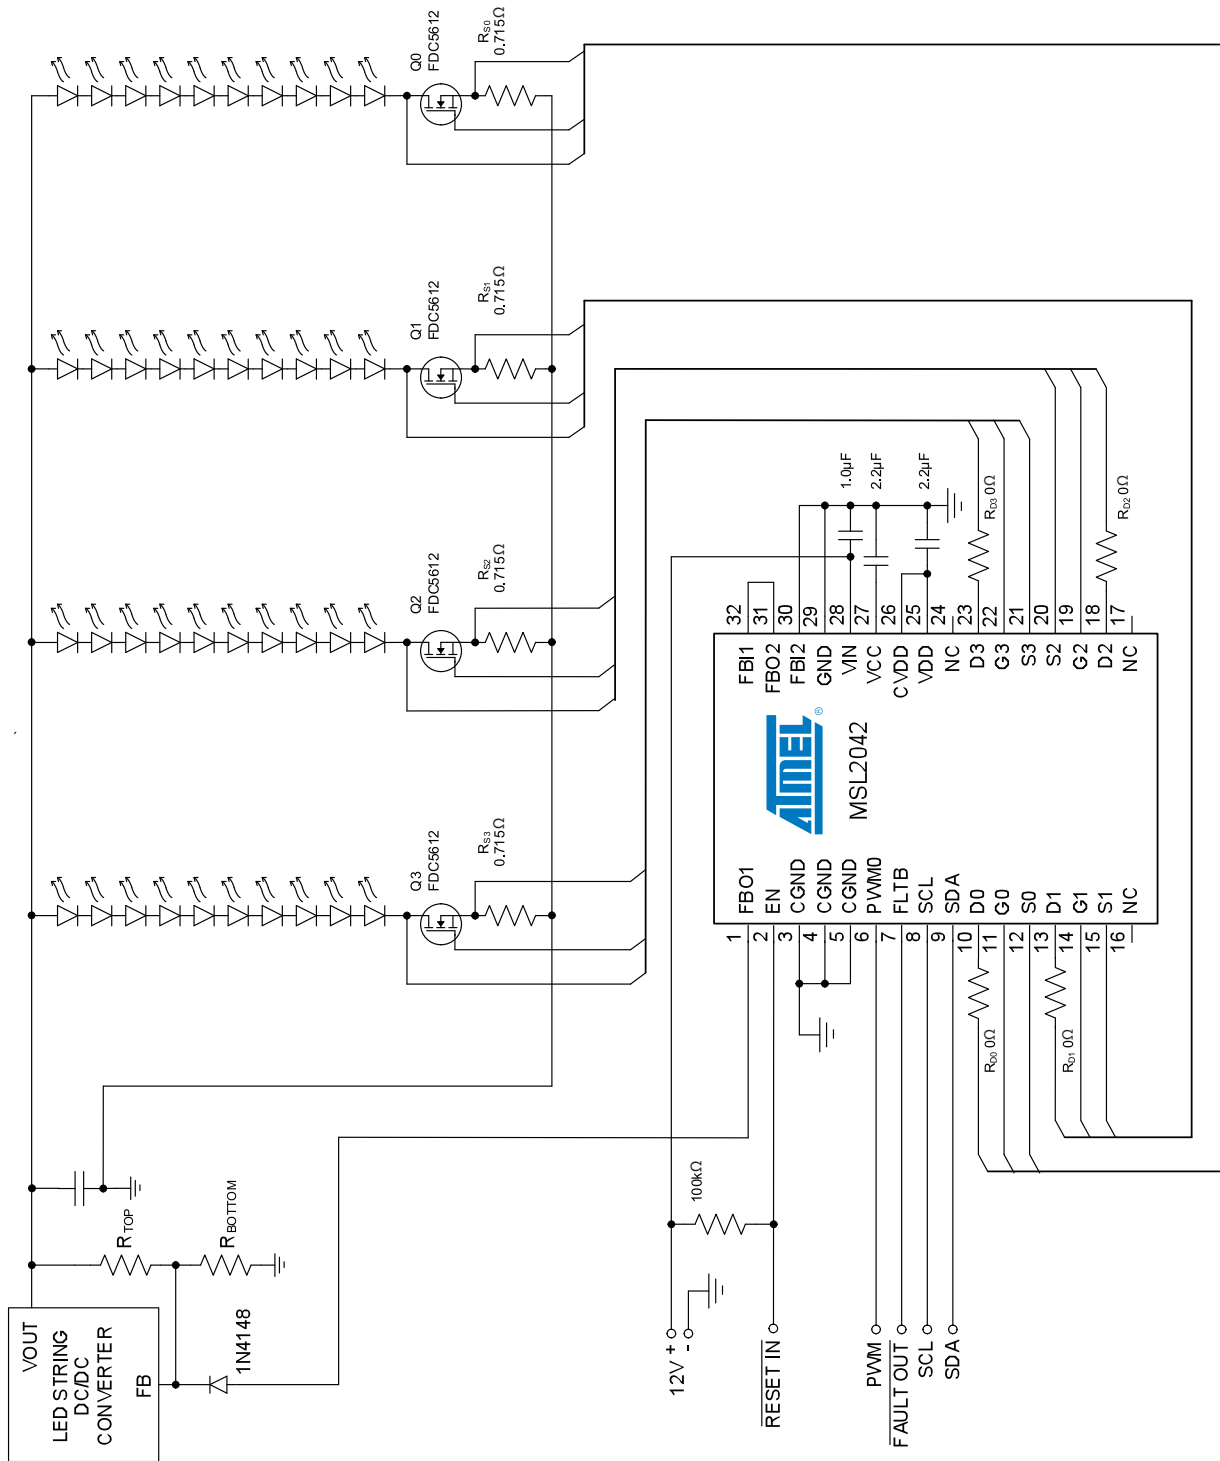 VOUT
LED STRING
DC/DC
CONVERTER
FB
R TOP
R BOTTOM
1N4148
12V +
-
RESET IN
100kΩ
PWM
FAULT OUT
SCL
SDA
Q3
FDC5612
RS3
0.715Ω
Q2
FDC5612
RS2
0.715Ω
Q1
FDC5612
RS1
0.715Ω
Q0
FDC5612
RS0
0.715Ω
ATMEL®
MSL2042
1 FBO1
2 EN
3 CGND
4 CGND
5 CGND
6 PWM0
7 FLTB
8 SCL
9 SDA
10 D0
11 G0
12 S0
13 D1
14 G1
15 S1
16 NC
32 FBI1
31 FBO2
30 FBI2
29 GND
28 VIN
27 VCC
26 CVDD
25 VDD
24 NC
23 D3
22 G3
21 S3
20 S2
19 G2
18 D2
17 NC
1.0µF
2.2µF
2.2µF
RD3 0Ω
RD2 0Ω
RD0 0Ω
RD1 0Ω